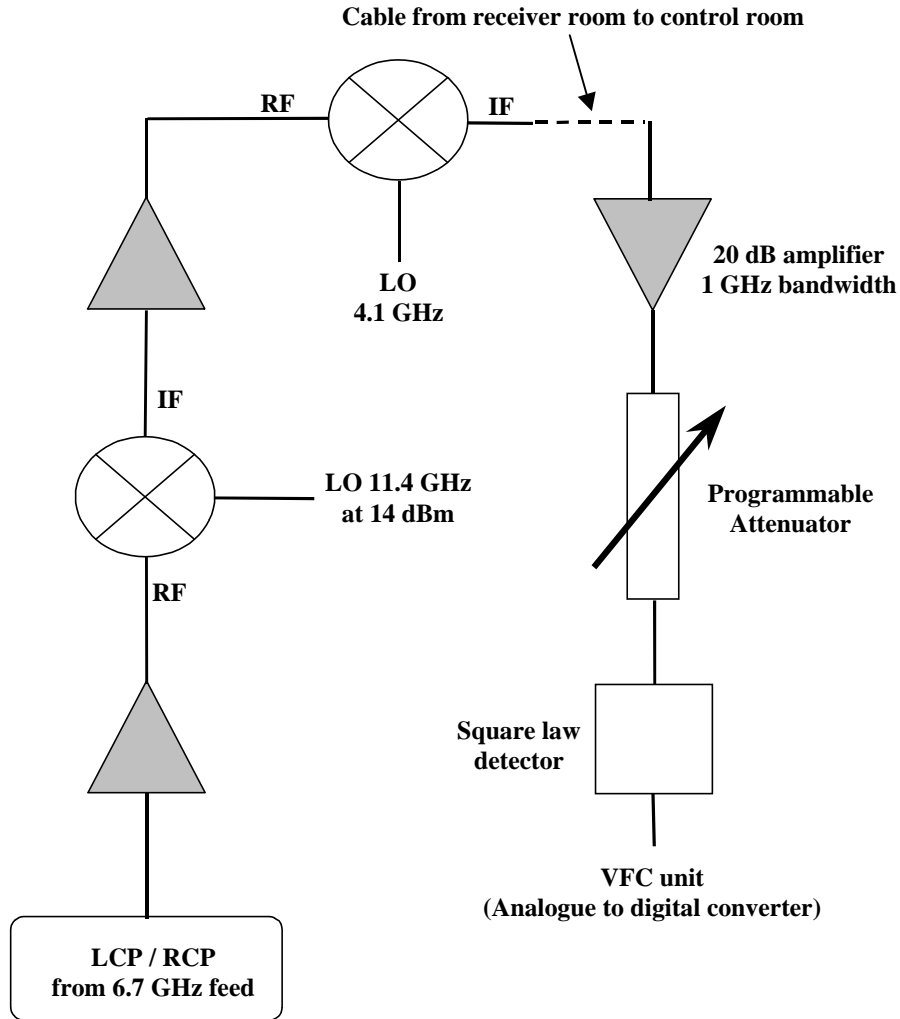 Cable from receiver room to control room
RF
IF
LO
4.1 GHz
20 dB amplifier
1 GHz bandwidth
IF
LO 11.4 GHz
at 14 dBm
Programmable
Attenuator
RF
Square law
detector
VFC unit
(Analogue to digital converter)
LCP / RCP
from 6.7 GHz feed